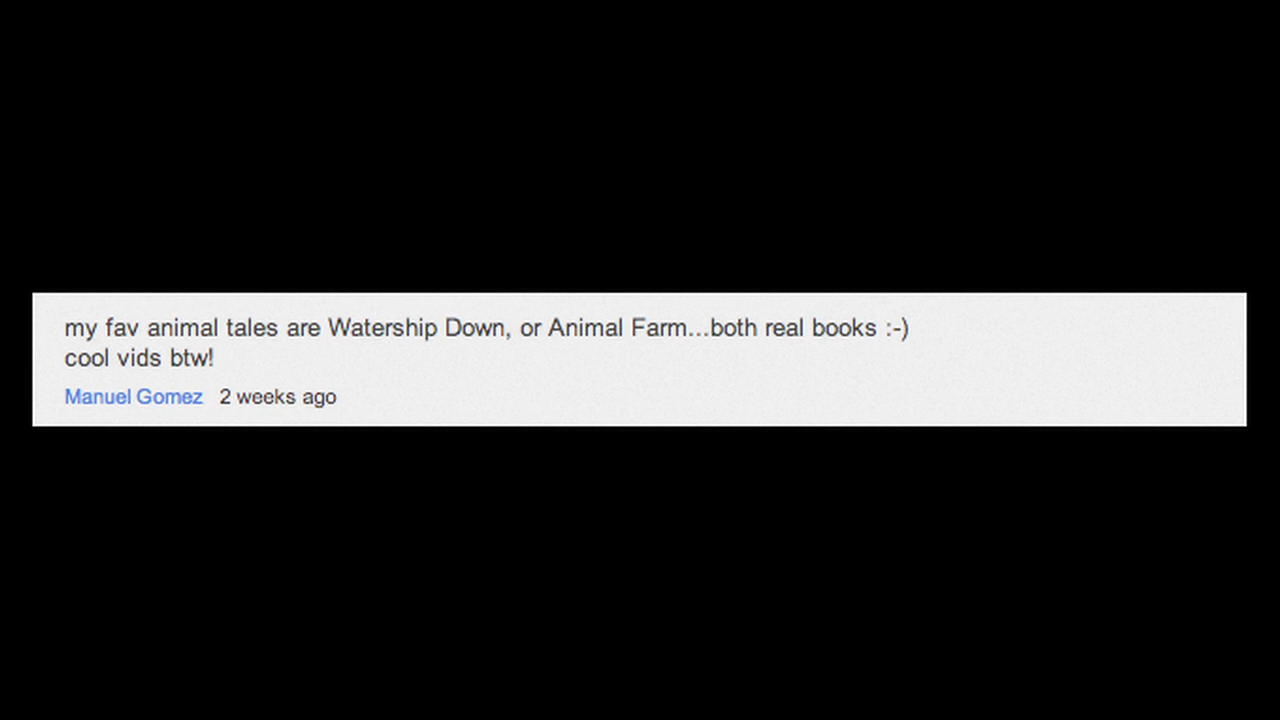 my fav animal tales are Watership Down, or Animal Farm...both real books :-)
cool vids btw!
Manuel Gomez 2 weeks ago